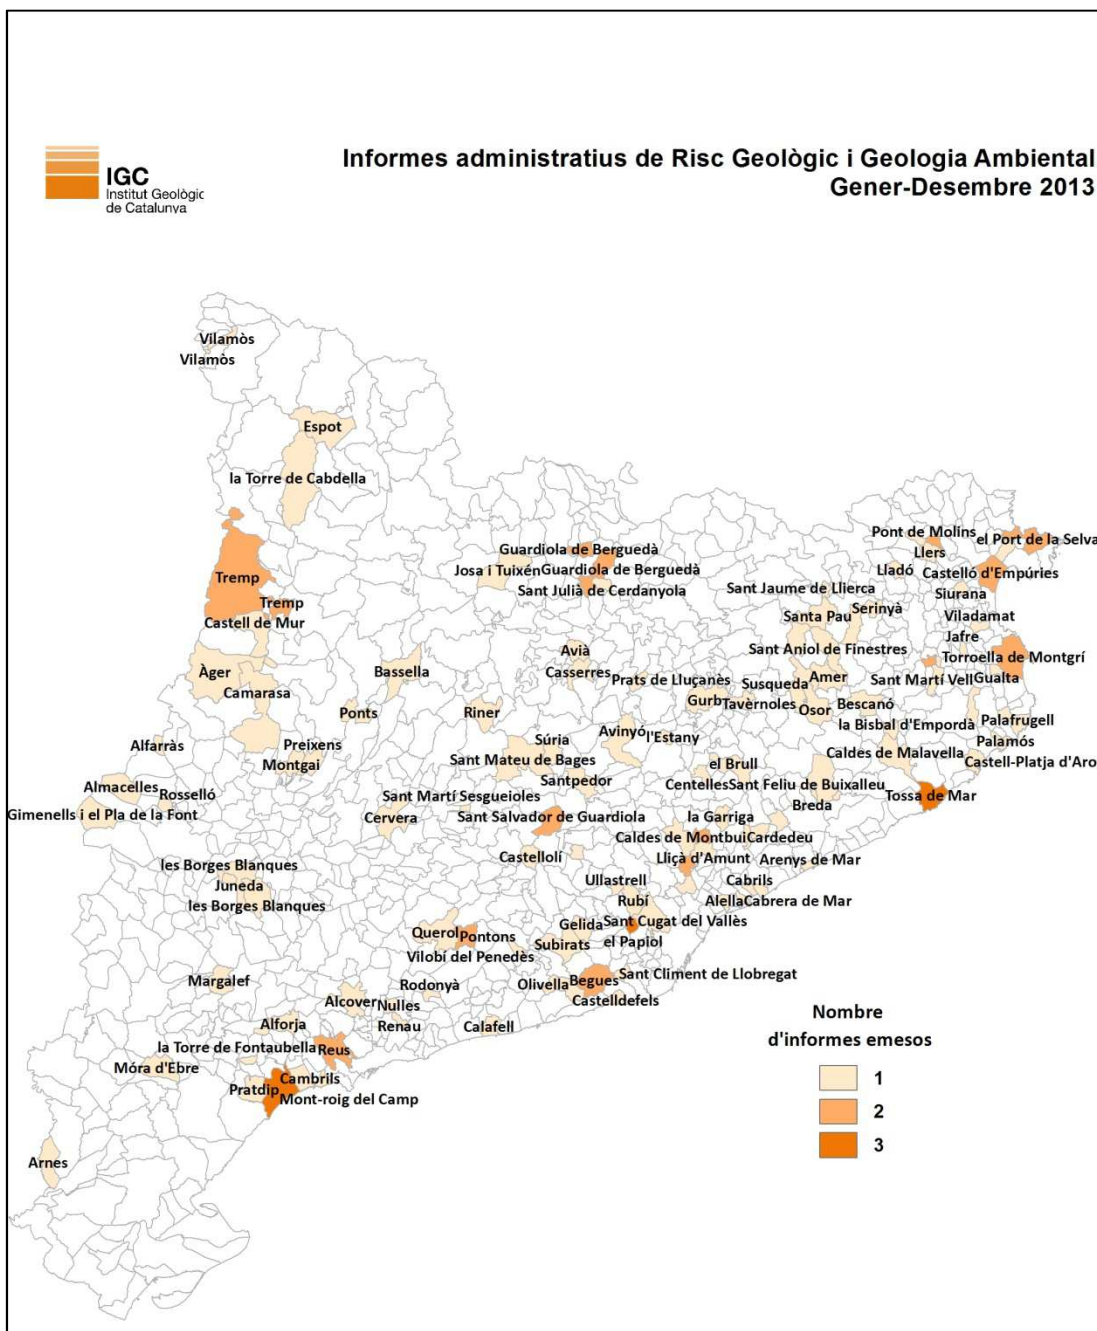 IGC
Institut Geològic
de Catalunya
Informes administratius de Risc Geològic i Geologia Ambiental
Gener-Desembre 2013
Vilamòs
Vilamòs
Espot
la Torre de Cabdella
Tremp
Tremp
Castell de Mur
Àger
Camarasa
Bassella
Ponts
Alfarràs
Preixens
Montgai
Almacelles
Rosselló
Gimenells i el Pla de la Font
Guardiola de Berguedà
Josa i Tuixén
Guardiola de Berguedà
Sant Julià de Cerdanyola
Avià
Casserres
Prats de Lluçanès
Riner
Súria
Avinyó
l'Estany
Sant Mateu de Bages
Santpedor
Sant Martí Sesgueioles
Cervera
Sant Salvador de Guardiola
Castellolí
Pont de Molins
el Port de la Selva
Llers
Lladó
Castelló d'Empúries
Siurana
Sant Jaume de Llierca
Serinyà
Santa Pau
Viladamat
Jafre
Sant Aniol de Finestres
Torroella de Montgrí
Sant Martí Vell
Gualta
Susqueda
Amer
Gurb
Tavèrnoles
Osor
Bescanó
la Bisbal d'Empordà
Palafrugell
Palamós
Caldes de Malavella
Castell-Platja d'Aro
el Brull
Centelles
Sant Feliu de Buixalleu
Breda
Tossa de Mar
la Garriga
Caldes de Montbui
Cardedeu
Lliçà d'Amunt
Arenys de Mar
Ullastrell
Cabrils
Rubí
Alella
Cabrera de Mar
Sant Cugat del Vallès
el Papiol
Gelida
Subirats
les Borges Blanques
Juneda
les Borges Blanques
Querol
Pontons
Vilobí del Penedès
Sant Climent de Llobregat
Olivella
Begues
Castelldefels
Margalef
Rodonyà
Alcover
Nulles
Renau
Calafell
Alforja
la Torre de Fontaubella
Reus
Móra d'Ebre
Cambrils
Pratdip
Mont-roig del Camp
Arnes
Nombre
d'informes emesos
1
2
3